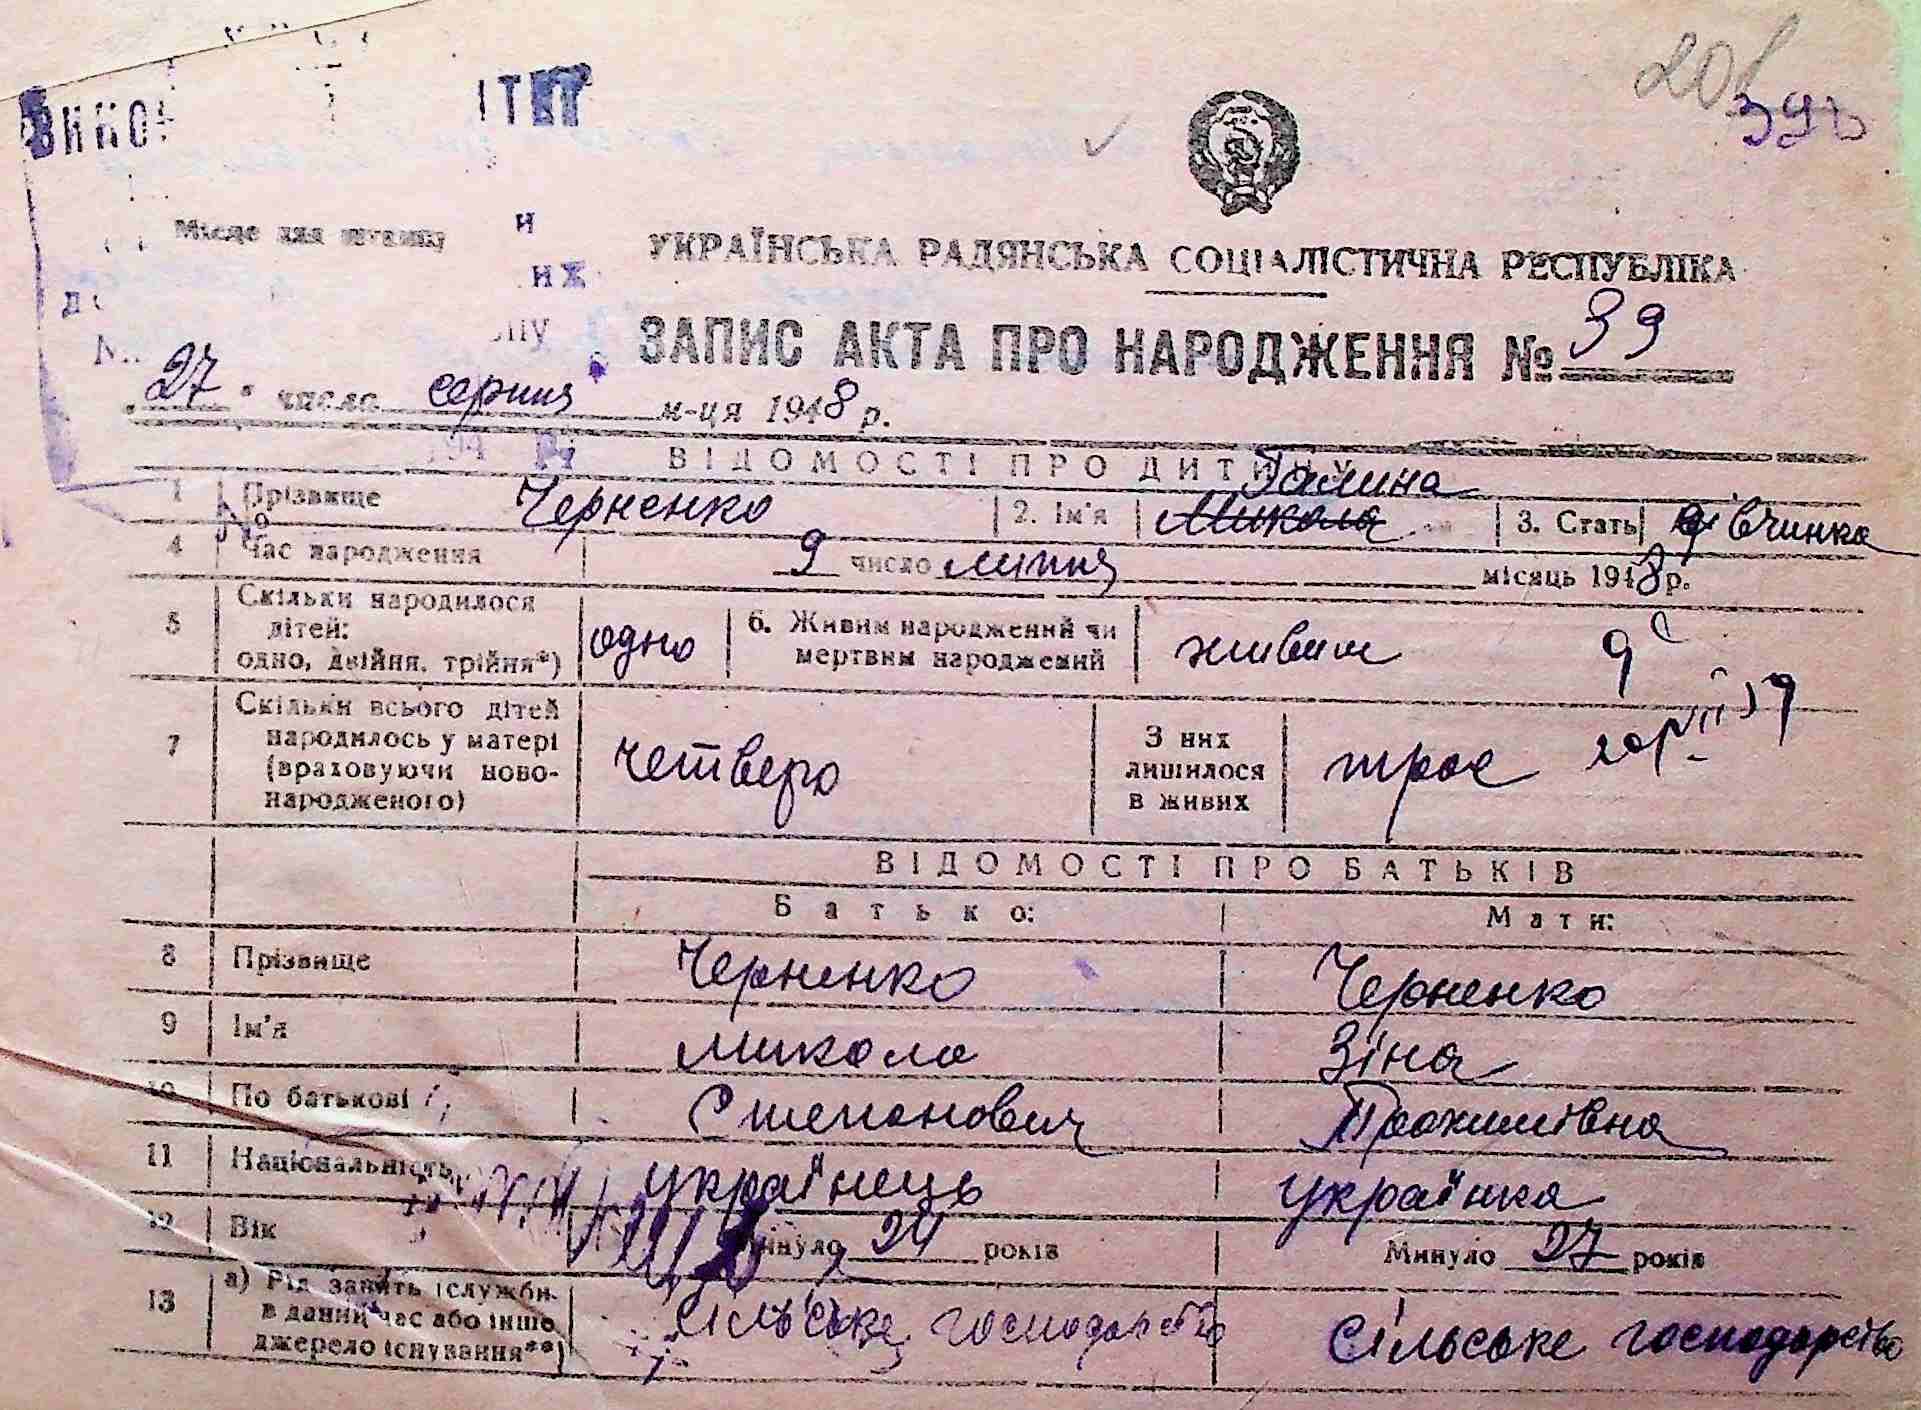 398
Місце для штампу
УКРАЇНСЬКА РАДЯНСЬКА СОЦІАЛІСТИЧНА РЕСПУБЛІКА
ЗАПИС АКТА ПРО НАРОДЖЕННЯ № 39
"27" число серпня м-ця 1948 р.
ВІДОМОСТІ ПРО ДИТИНУ
Галина
1 Прізвище Черненко 2. Ім'я Микола 3. Стать дівчинка
4 Час народження 9 число липня місяць 1948 р.
5 Скільки народилося дітей: одно, двійня, трійня*) одно 6. Живим народжений чи мертвим народжений живим
7 Скільки всього дітей народилось у матері (враховуючи ново-народженого) четверо З них лишилося в живих троє
ВІДОМОСТІ ПРО БАТЬКІВ
Батько: Мати:
8 Прізвище Черненко Черненко
9 Ім'я Микола Зіна
10 По батькові Степанович
11 Національність українець українка
12 Вік Минуло 24 років Минуло 27 років
13 а) Рід занять (служби) в даний час або інше джерело існування**) сільське господарство сільське господарство